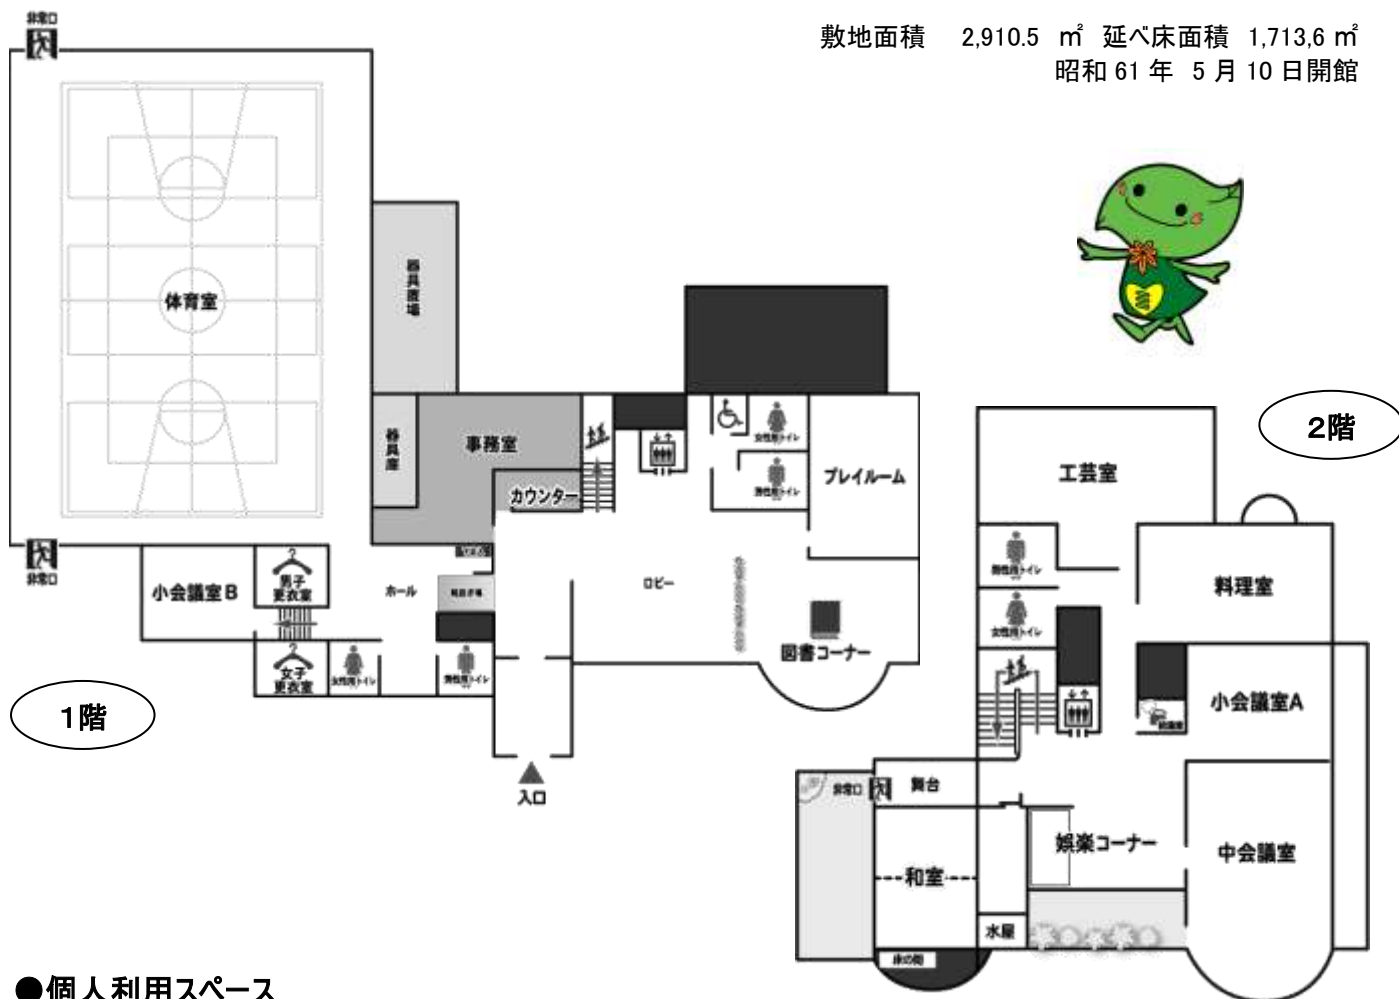 非常口
敷地面積 2,910.5 ㎡ 延べ床面積 1,713,6 ㎡
昭和 61 年 5 月 10 日開館
体育室
器具置場
器具庫
事務室
カウンター
女性用トイレ
男性用トイレ
プレイルーム
ロビー
図書コーナー
非常口
小会議室B
男子
更衣室
ホール
女子
更衣室
女性用トイレ
男性用トイレ
1階
入口
2階
工芸室
男性用トイレ
料理室
女性用トイレ
小会議室A
給湯室
非常口
舞台
娯楽コーナー
中会議室
和室
水屋
床の間
●個人利用スペース